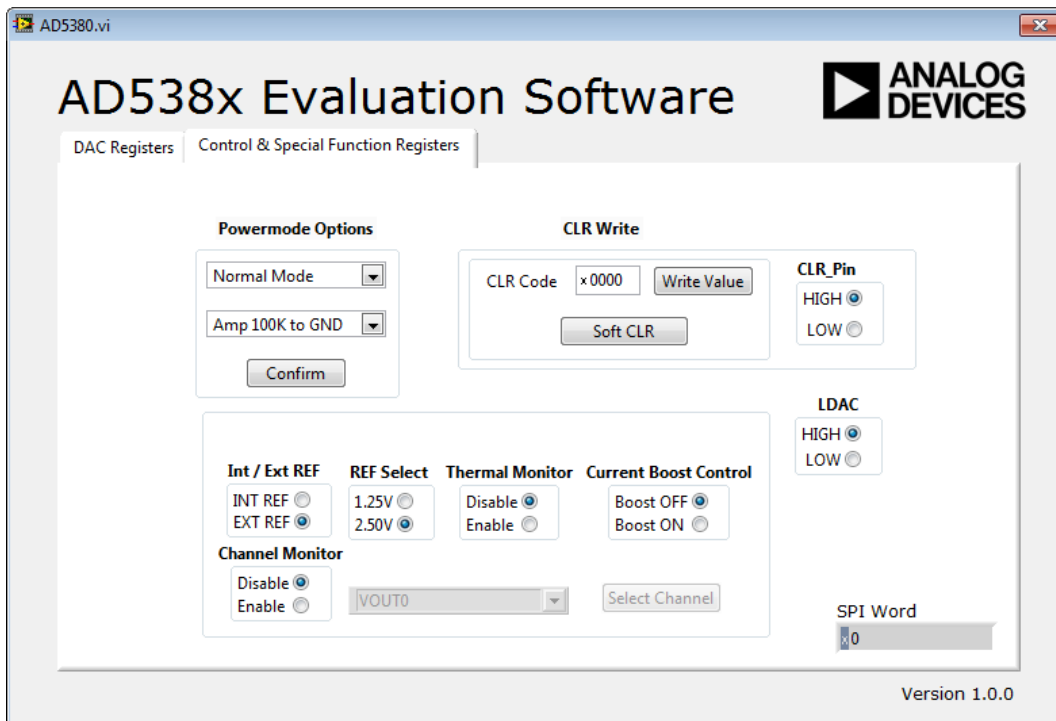 AD5380.vi
AD538x Evaluation Software
ANALOG
DEVICES
DAC Registers
Control & Special Function Registers
Powermode Options
Normal Mode
Amp 100K to GND
Confirm
CLR Write
CLR Code x 0000 Write Value
Soft CLR
CLR_Pin
HIGH
LOW
LDAC
HIGH
LOW
Int / Ext REF
INT REF
EXT REF
REF Select
1.25V
2.50V
Thermal Monitor
Disable
Enable
Current Boost Control
Boost OFF
Boost ON
Channel Monitor
Disable
Enable
VOUT0
Select Channel
SPI Word
x 0
Version 1.0.0